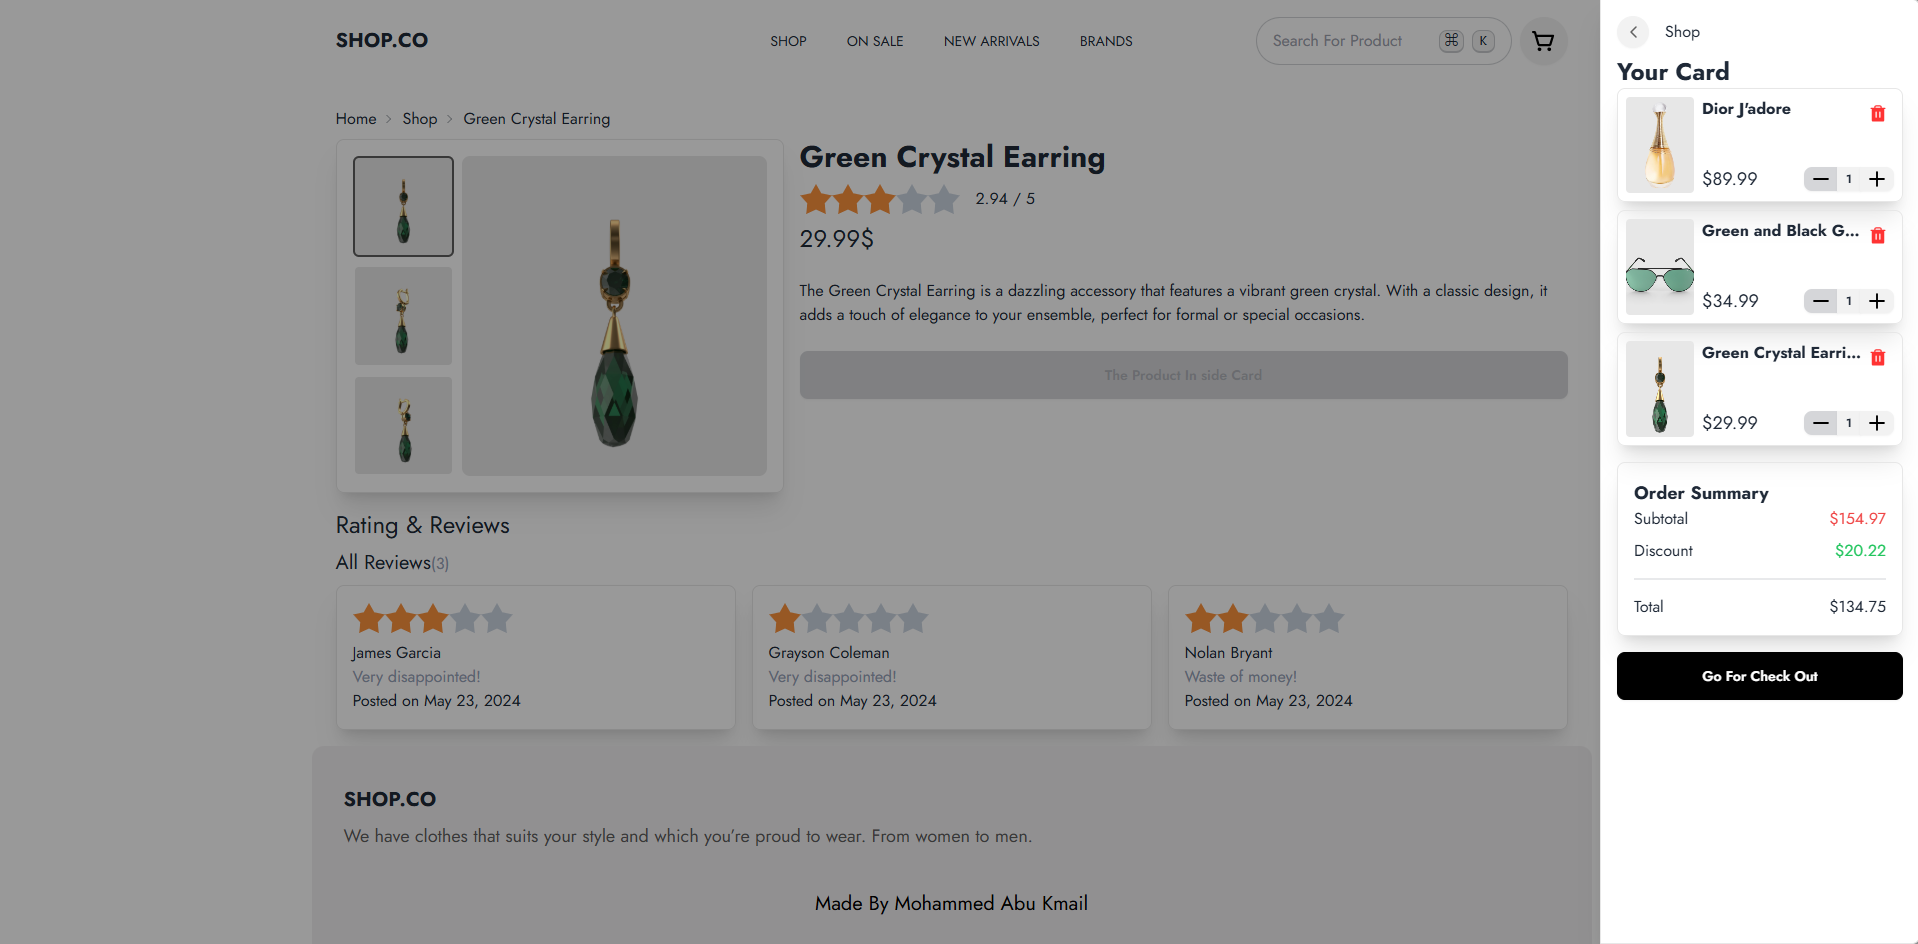 SHOP.CO
SHOP ON SALE NEW ARRIVALS BRANDS
Search For Product ⌘ K
Home > Shop > Green Crystal Earring
Green Crystal Earring
2.94 / 5
29.99$
The Green Crystal Earring is a dazzling accessory that features a vibrant green crystal. With a classic design, it
adds a touch of elegance to your ensemble, perfect for formal or special occasions.
The Product In side Card
Rating & Reviews
All Reviews(3)
James Garcia
Very disappointed!
Posted on May 23, 2024
Grayson Coleman
Very disappointed!
Posted on May 23, 2024
Nolan Bryant
Waste of money!
Posted on May 23, 2024
SHOP.CO
We have clothes that suits your style and which you’re proud to wear. From women to men.
Made By Mohammed Abu Kmail
Shop
Your Card
Dior J'adore
$89.99 1
Green and Black G...
$34.99 1
Green Crystal Earri...
$29.99 1
Order Summary
Subtotal $154.97
Discount $20.22
Total $134.75
Go For Check Out